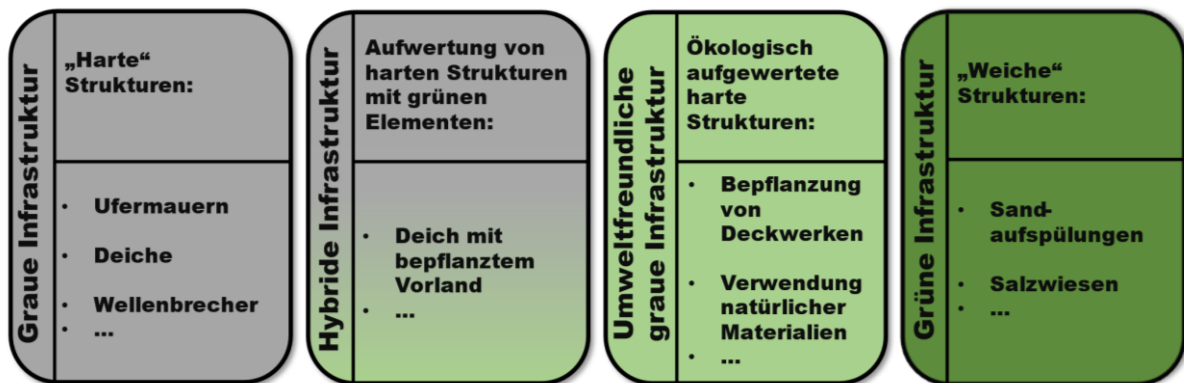 Graue Infrastruktur
„Harte“
Strukturen:
• Ufermauern
• Deiche
• Wellenbrecher
• ...
Hybride Infrastruktur
Aufwertung von
harten Strukturen
mit grünen
Elementen:
• Deich mit
bepflanztem
Vorland
• ...
Umweltfreundliche
graue Infrastruktur
Ökologisch
aufgewertete
harte
Strukturen:
• Bepflanzung
von
Deckwerken
• Verwendung
natürlicher
Materialien
• ...
Grüne Infrastruktur
„Weiche“
Strukturen:
• Sand-
aufspülungen
• Salzwiesen
• ...